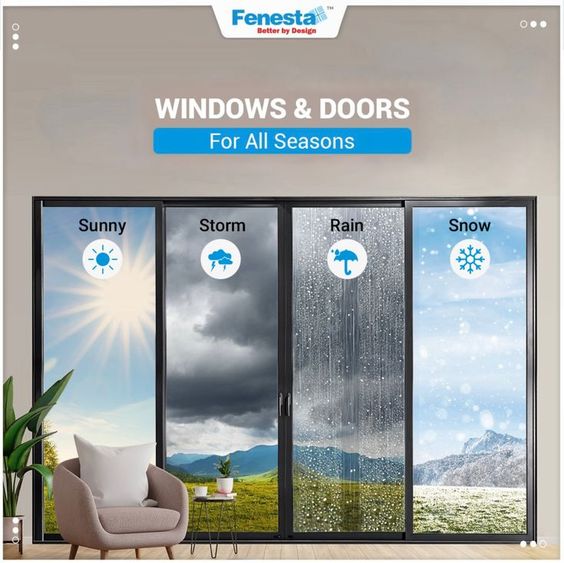 Fenesta TM
Better by Design
WINDOWS & DOORS
For All Seasons
Sunny
Storm
Rain
Snow